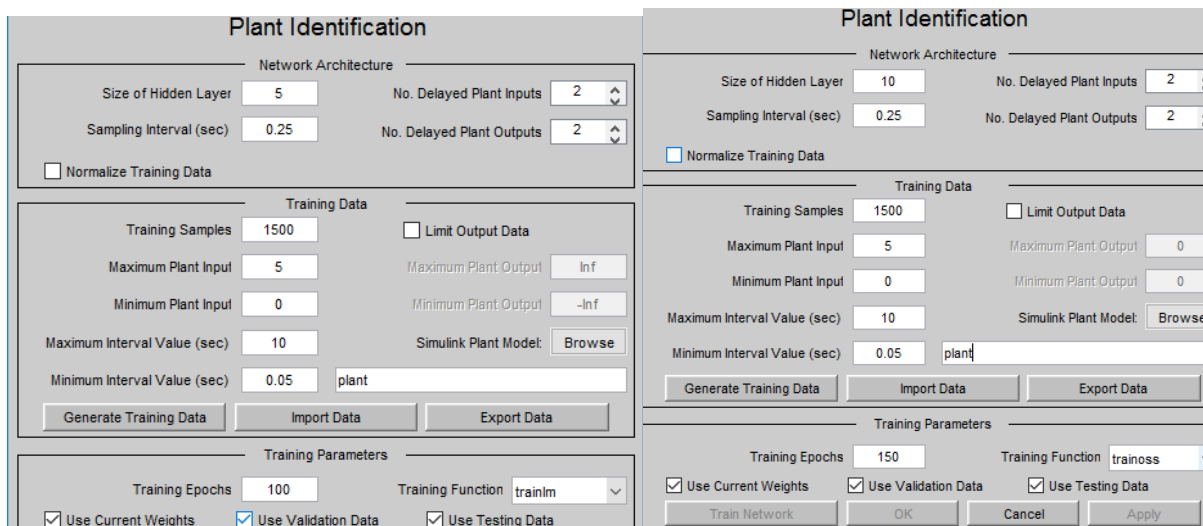 Plant Identification
Network Architecture
Size of Hidden Layer 5 No. Delayed Plant Inputs 2
Sampling Interval (sec) 0.25 No. Delayed Plant Outputs 2
Normalize Training Data
Training Data
Training Samples 1500 Limit Output Data
Maximum Plant Input 5 Maximum Plant Output Inf
Minimum Plant Input 0 Minimum Plant Output -Inf
Maximum Interval Value (sec) 10 Simulink Plant Model: Browse
Minimum Interval Value (sec) 0.05 plant
Generate Training Data Import Data Export Data
Training Parameters
Training Epochs 100 Training Function trainlm
Use Current Weights Use Validation Data Use Testing Data
Plant Identification
Network Architecture
Size of Hidden Layer 10 No. Delayed Plant Inputs 2
Sampling Interval (sec) 0.25 No. Delayed Plant Outputs 2
Normalize Training Data
Training Data
Training Samples 1500 Limit Output Data
Maximum Plant Input 5 Maximum Plant Output 0
Minimum Plant Input 0 Minimum Plant Output 0
Maximum Interval Value (sec) 10 Simulink Plant Model: Browse
Minimum Interval Value (sec) 0.05 plant
Generate Training Data Import Data Export Data
Training Parameters
Training Epochs 150 Training Function trainoss
Use Current Weights Use Validation Data Use Testing Data
Train Network OK Cancel Apply